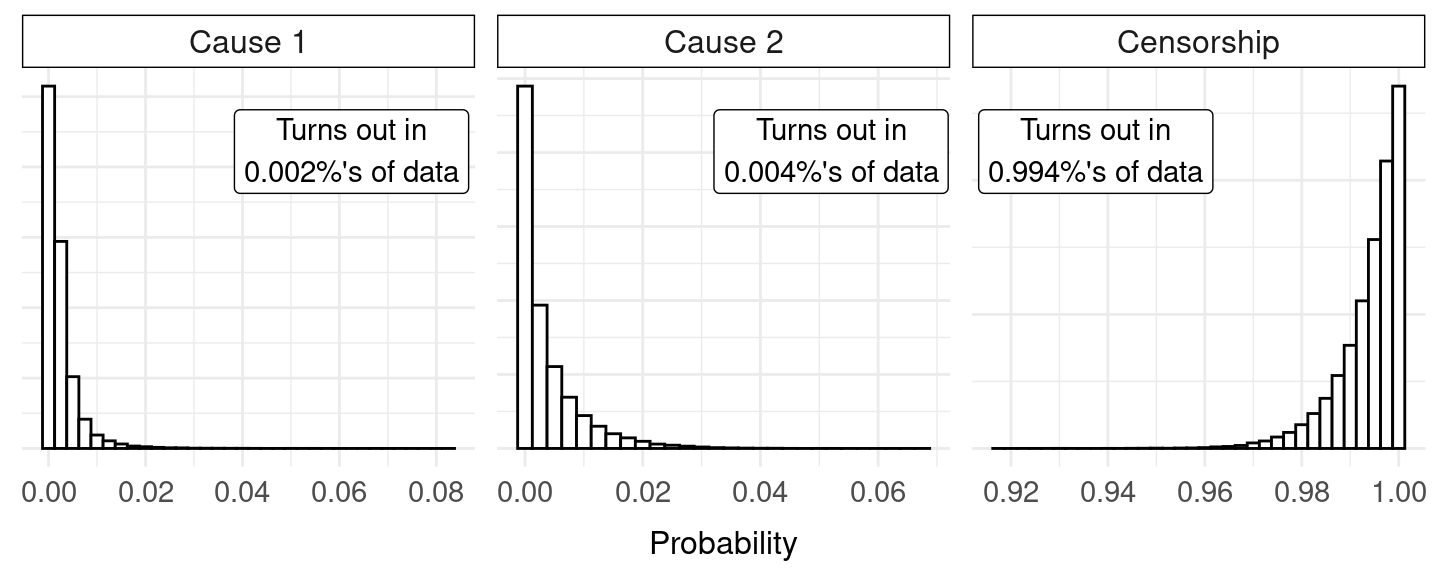 Cause 1
Cause 2
Censorship
Turns out in
0.002%'s of data
Turns out in
0.004%'s of data
Turns out in
0.994%'s of data
0.00 0.02 0.04 0.06 0.08
0.00 0.02 0.04 0.06
0.92 0.94 0.96 0.98 1.00
Probability